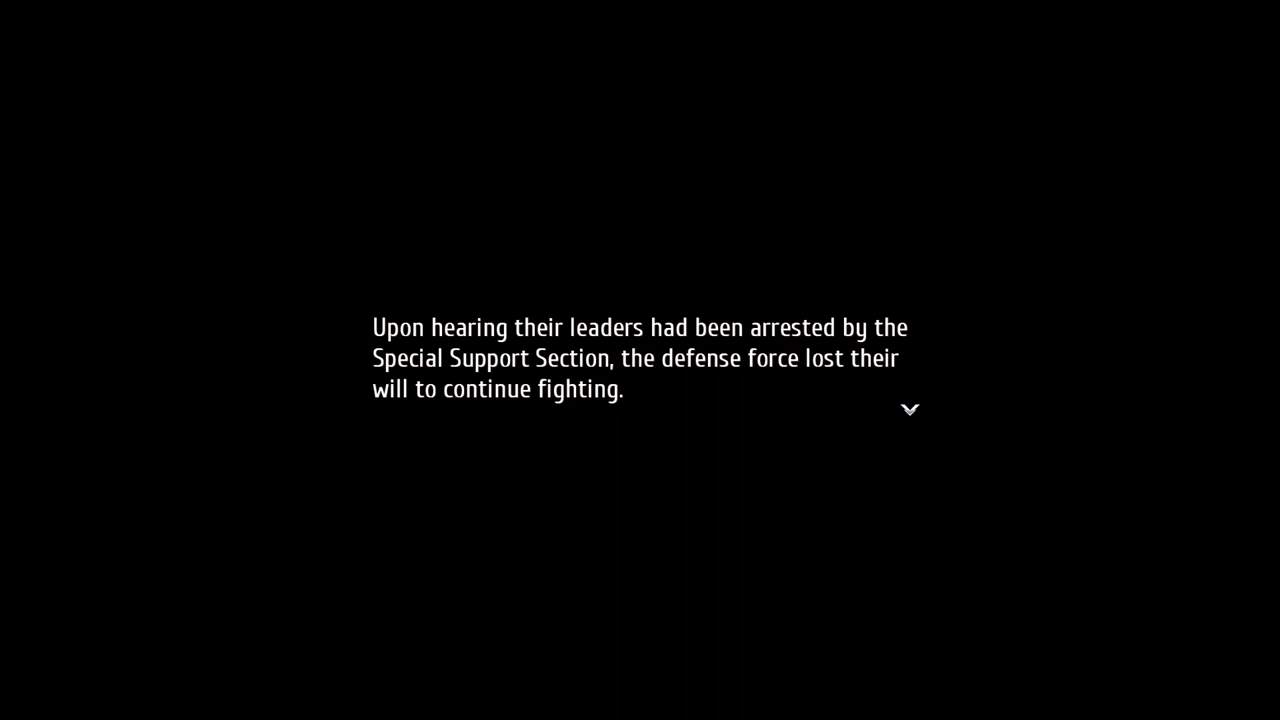 Upon hearing their leaders had been arrested by the
Special Support Section, the defense force lost their
will to continue fighting.